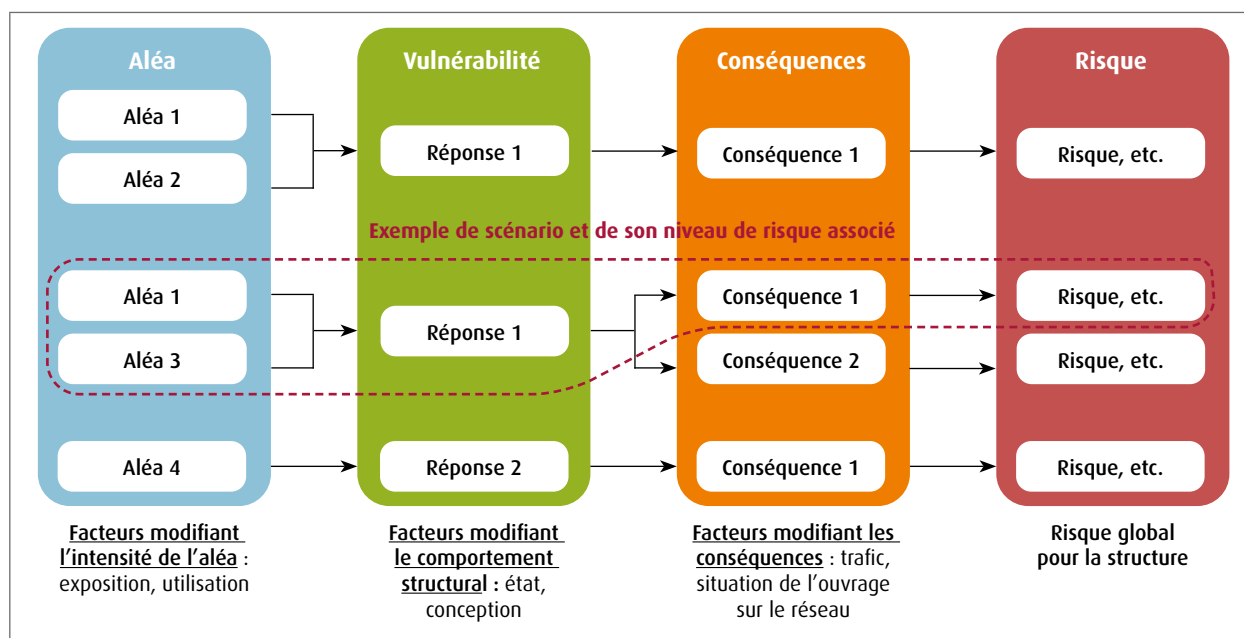 Aléa
Vulnérabilité
Conséquences
Risque
Aléa 1
Aléa 2
Réponse 1
Conséquence 1
Risque, etc.
Exemple de scénario et de son niveau de risque associé
Aléa 1
Aléa 3
Réponse 1
Conséquence 1
Conséquence 2
Risque, etc.
Risque, etc.
Aléa 4
Réponse 2
Conséquence 1
Risque, etc.
Facteurs modifiant
l'intensité de l'aléa :
exposition, utilisation
Facteurs modifiant
le comportement
structural : état,
conception
Facteurs modifiant les
conséquences : trafic,
situation de l'ouvrage
sur le réseau
Risque global
pour la structure